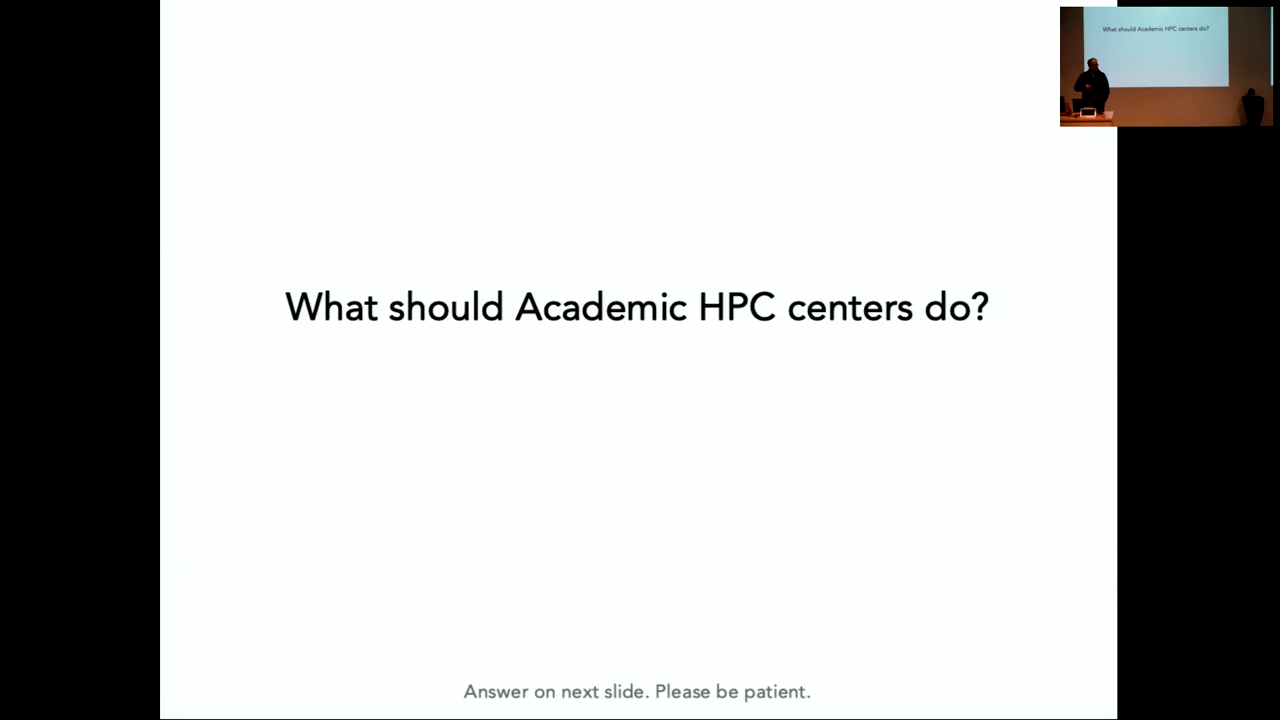 What should Academic HPC centers do?
What should Academic HPC centers do?
Answer on next slide. Please be patient.